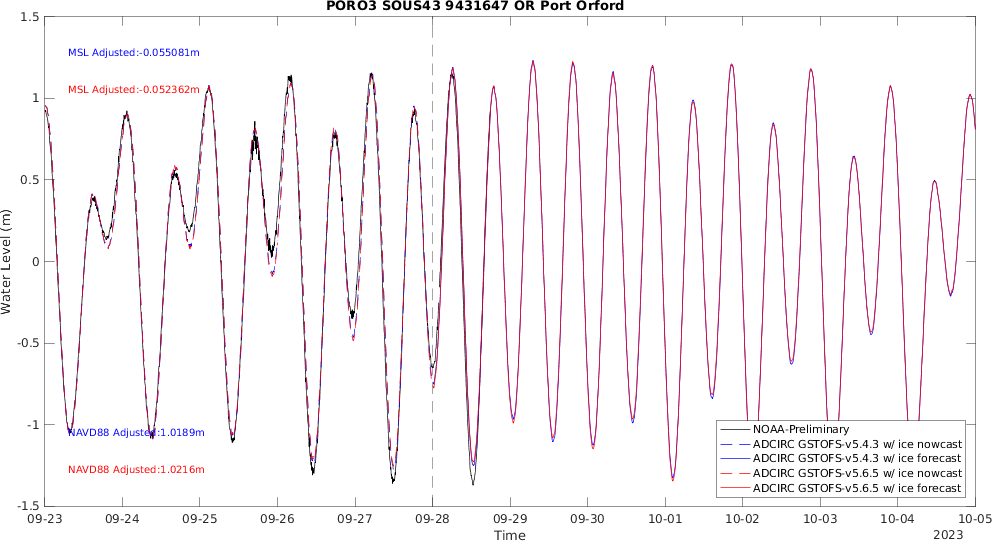 PORO3 SOUS43 9431647 OR Port Orford
Water Level (m)
1.5
1
0.5
0
-0.5
-1
-1.5
MSL Adjusted:-0.055081m
MSL Adjusted:-0.052362m
NAVD88 Adjusted:1.0189m
NAVD88 Adjusted:1.0216m
NOAA-Preliminary
ADCIRC GSTOFS-v5.4.3 w/ ice nowcast
ADCIRC GSTOFS-v5.4.3 w/ ice forecast
ADCIRC GSTOFS-v5.6.5 w/ ice nowcast
ADCIRC GSTOFS-v5.6.5 w/ ice forecast
09-23 09-24 09-25 09-26 09-27 09-28 09-29 09-30 10-01 10-02 10-03 10-04 10-05
Time
2023